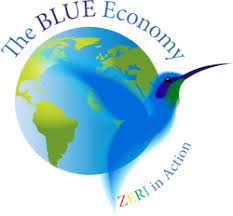 The BLUE Economy
ZERI in Action